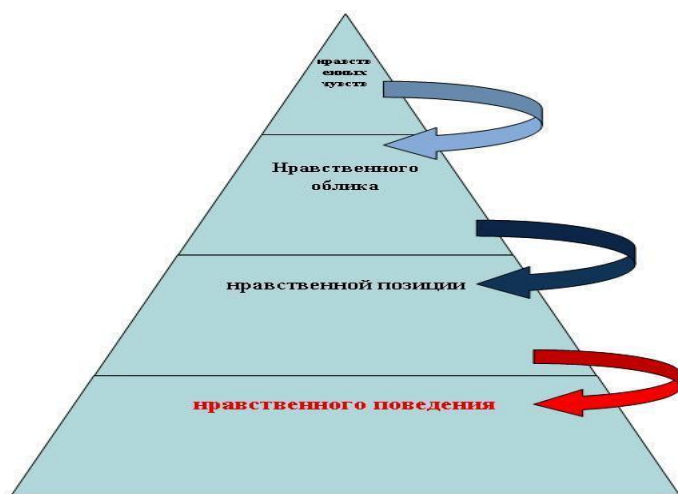 нравств
енных
чувств
Нравственного
облика
нравственной позиции
нравственного поведения